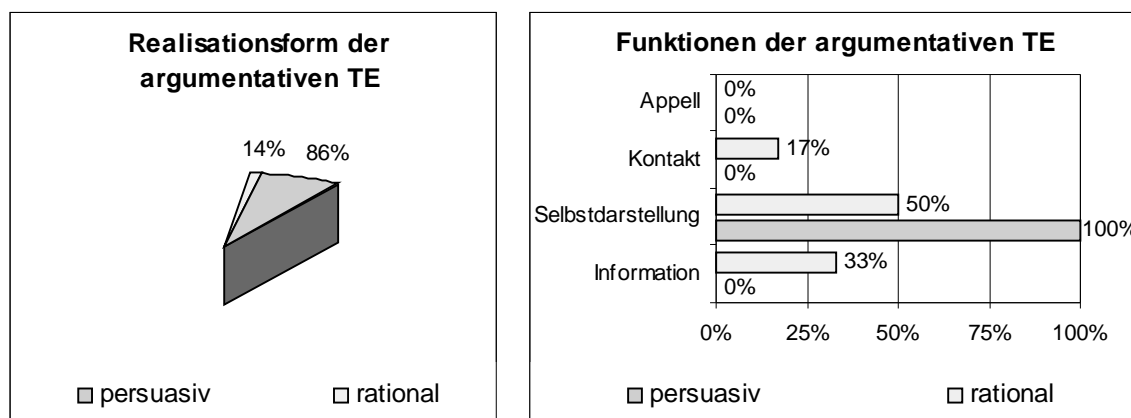 Realisationsform der
argumentativen TE
14%
86%
persuasiv
rational
Funktionen der argumentativen TE
Appell
0%
0%
Kontakt
17%
0%
Selbstdarstellung
50%
100%
Information
33%
0%
0% 25% 50% 75% 100%
persuasiv
rational